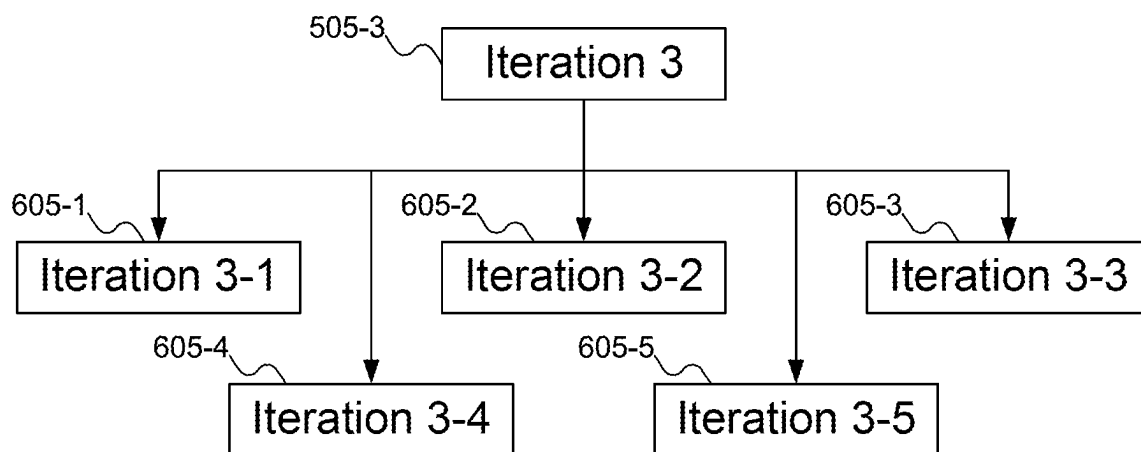 505-3
Iteration 3
605-1
605-2
605-3
Iteration 3-1
Iteration 3-2
Iteration 3-3
605-4
605-5
Iteration 3-4
Iteration 3-5